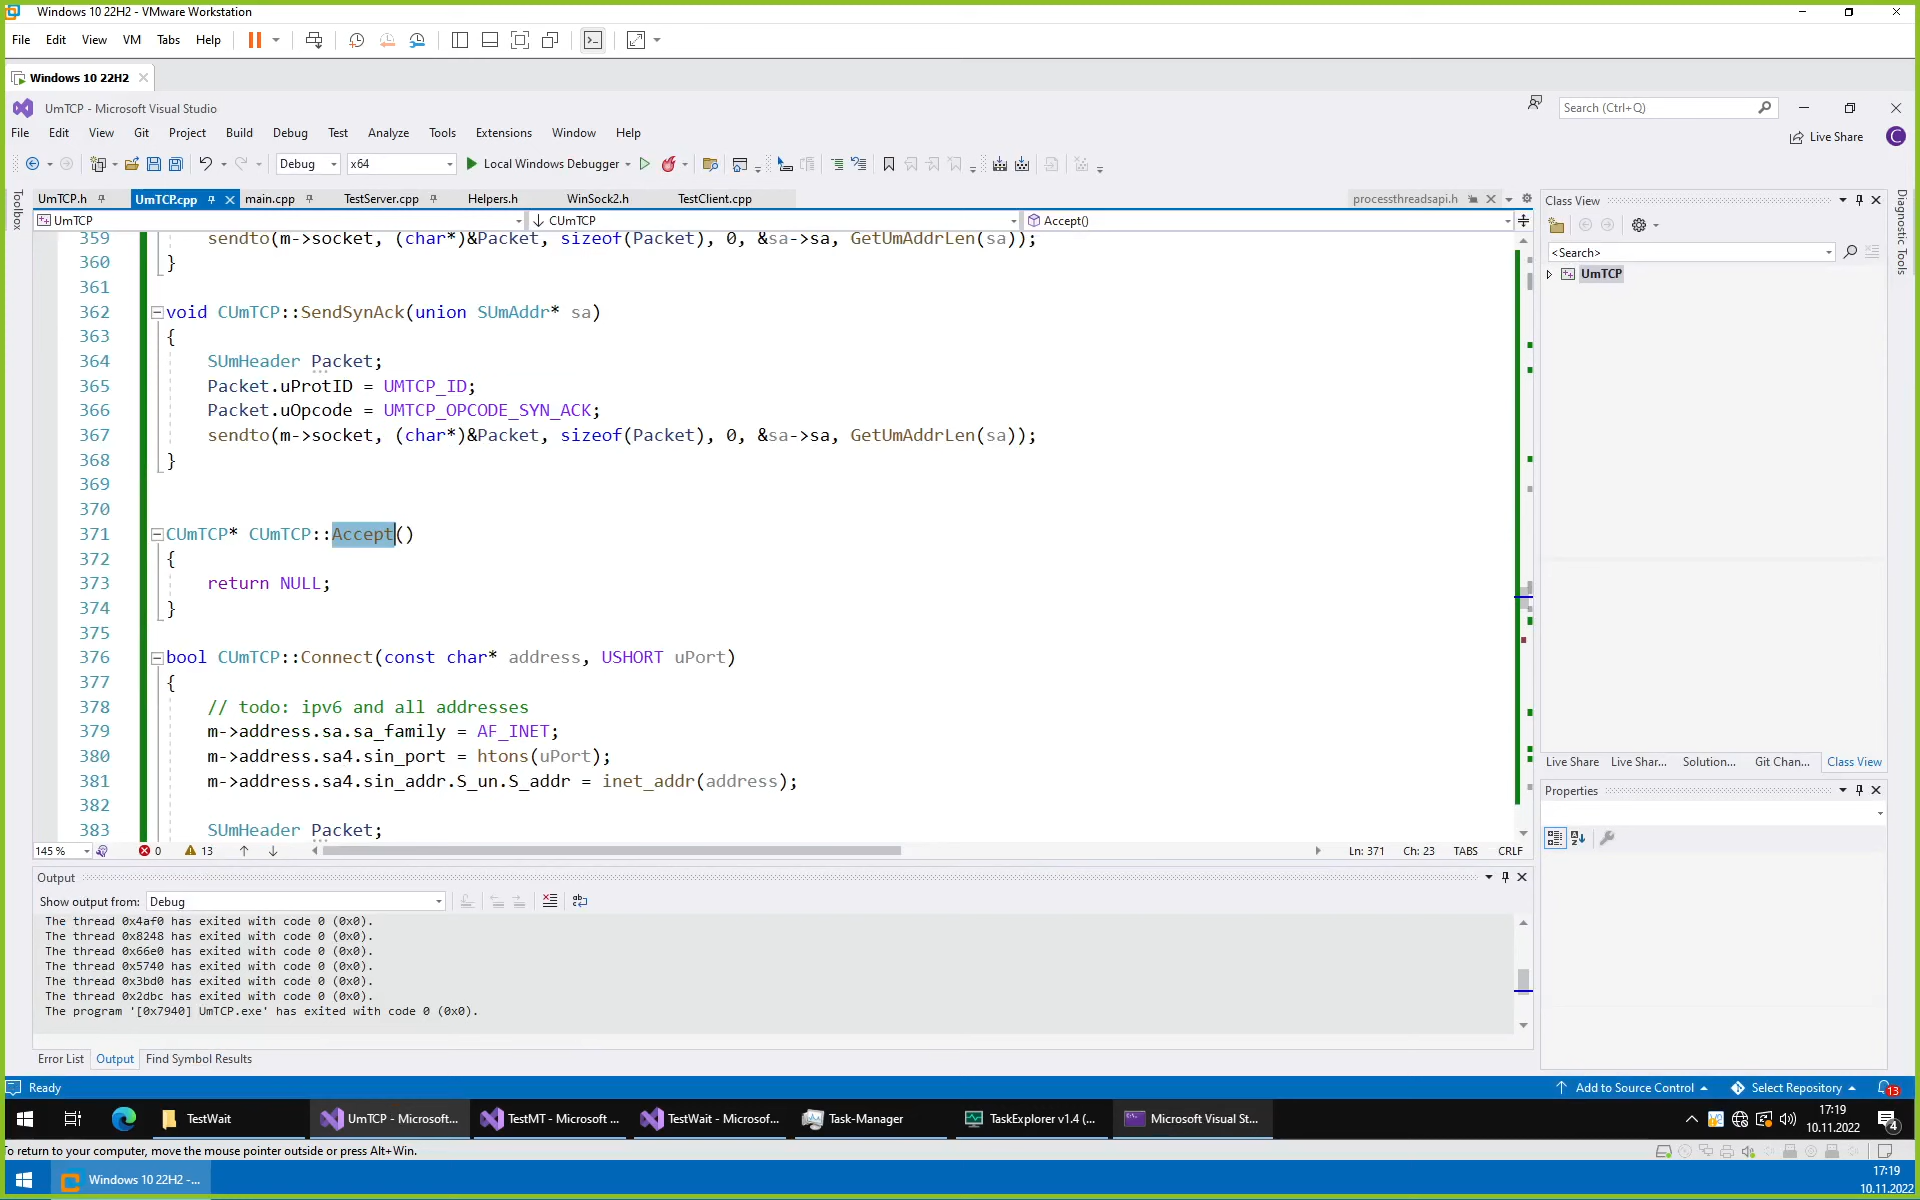 Windows 10 22H2 - VMware Workstation
File Edit View VM Tabs Help
Windows 10 22H2
UmTCP - Microsoft Visual Studio
Search (Ctrl+Q)
File Edit View Git Project Build Debug Test Analyze Tools Extensions Window Help
Live Share
C
Debug x64 Local Windows Debugger
Toolbox
UmTCP.h UmTCP.cpp main.cpp TestServer.cpp Helpers.h WinSock2.h TestClient.cpp processthreadsapi.h
UmTCP CUmTCP Accept()
359 sendto(m->socket, (char*)&Packet, sizeof(Packet), 0, &sa->sa, GetUmAddrLen(sa));
360 }
361
362 void CUmTCP::SendSynAck(union SUmAddr* sa)
363 {
364 SUmHeader Packet;
365 Packet.uProtID = UMTCP_ID;
366 Packet.uOpcode = UMTCP_OPCODE_SYN_ACK;
367 sendto(m->socket, (char*)&Packet, sizeof(Packet), 0, &sa->sa, GetUmAddrLen(sa));
368 }
369
370
371 CUmTCP* CUmTCP::Accept()
372 {
373 return NULL;
374 }
375
376 bool CUmTCP::Connect(const char* address, USHORT uPort)
377 {
378 // todo: ipv6 and all addresses
379 m->address.sa.sa_family = AF_INET;
380 m->address.sa4.sin_port = htons(uPort);
381 m->address.sa4.sin_addr.S_un.S_addr = inet_addr(address);
382
383 SUmHeader Packet;
145 % 0 13 Ln: 371 Ch: 23 TABS CRLF
Class View
<Search>
UmTCP
Diagnostic Tools
Live Share Live Shar... Solution... Git Chan... Class View
Properties
Output
Show output from: Debug
The thread 0x4af0 has exited with code 0 (0x0).
The thread 0x8248 has exited with code 0 (0x0).
The thread 0x66e0 has exited with code 0 (0x0).
The thread 0x5740 has exited with code 0 (0x0).
The thread 0x3bd0 has exited with code 0 (0x0).
The thread 0x2dbc has exited with code 0 (0x0).
The program '[0x7940] UmTCP.exe' has exited with code 0 (0x0).
Error List Output Find Symbol Results
Ready Add to Source Control Select Repository 13
TestWait UmTCP - Microsoft... TestMT - Microsoft ... TestWait - Microsof... Task-Manager TaskExplorer v1.4 (... Microsoft Visual St...
17:19
10.11.2022
4
To return to your computer, move the mouse pointer outside or press Alt+Win.
Windows 10 22H2 -...
17:19
10.11.2022